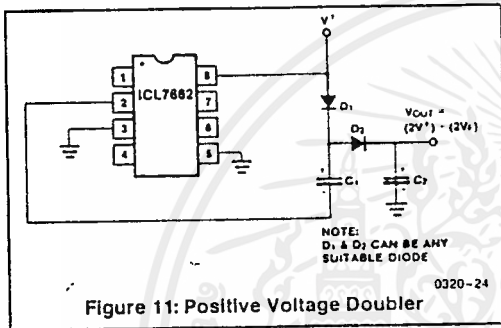 V+
1
2
3
4
ICL7662
8
7
6
5
D1
D2
VOUT =
(2V+) - (2VF)
+
C1
-
+
C2
-
NOTE:
D1 & D2 CAN BE ANY
SUITABLE DIODE
0320-24
Figure 11: Positive Voltage Doubler